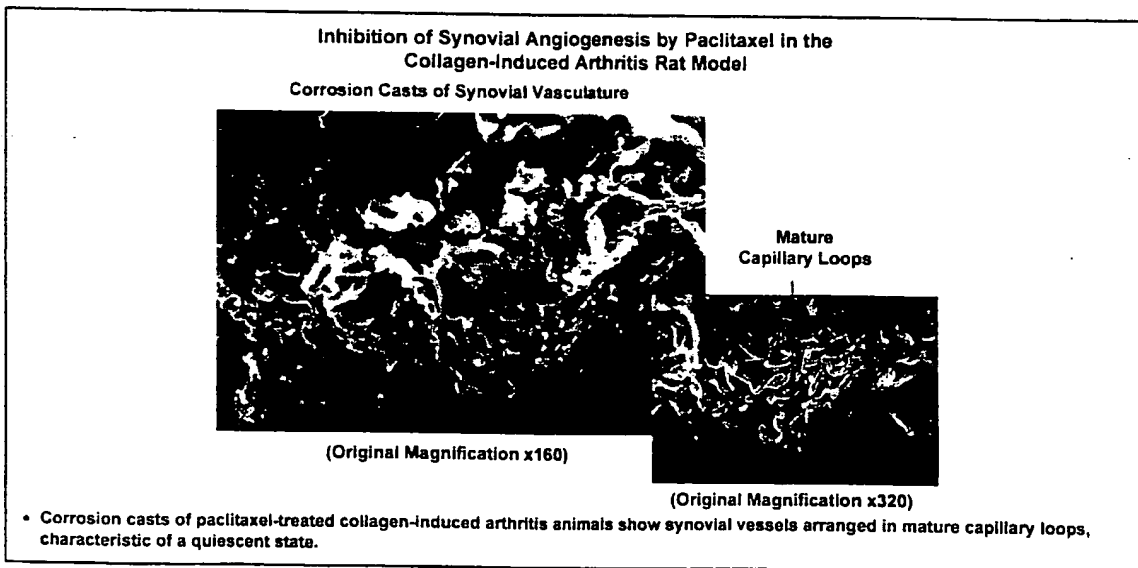 Inhibition of Synovial Angiogenesis by Paclitaxel in the
Collagen-Induced Arthritis Rat Model
Corrosion Casts of Synovial Vasculature
Mature
Capillary Loops
(Original Magnification x160)
(Original Magnification x320)
• Corrosion casts of paclitaxel-treated collagen-induced arthritis animals show synovial vessels arranged in mature capillary loops,
characteristic of a quiescent state.